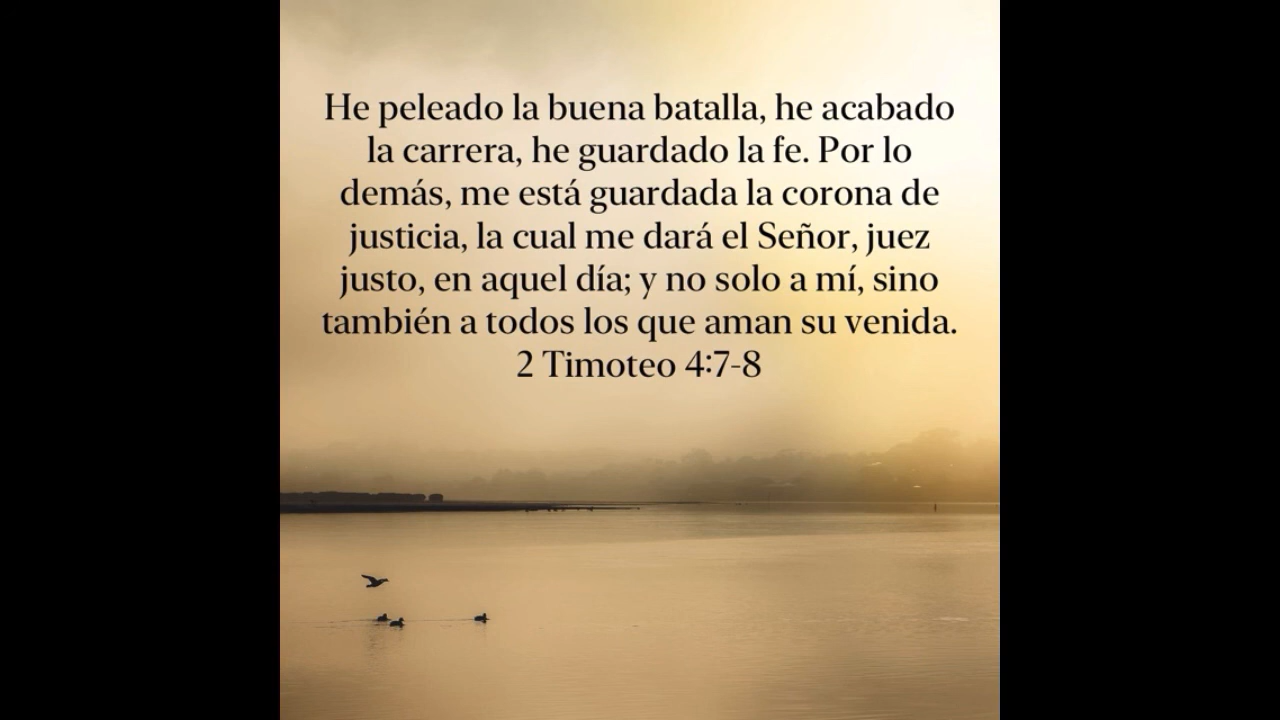 He peleado la buena batalla, he acabado
la carrera, he guardado la fe. Por lo
demás, me está guardada la corona de
justicia, la cual me dará el Señor, juez
justo, en aquel día; y no solo a mí, sino
también a todos los que aman su venida.
2 Timoteo 4:7-8